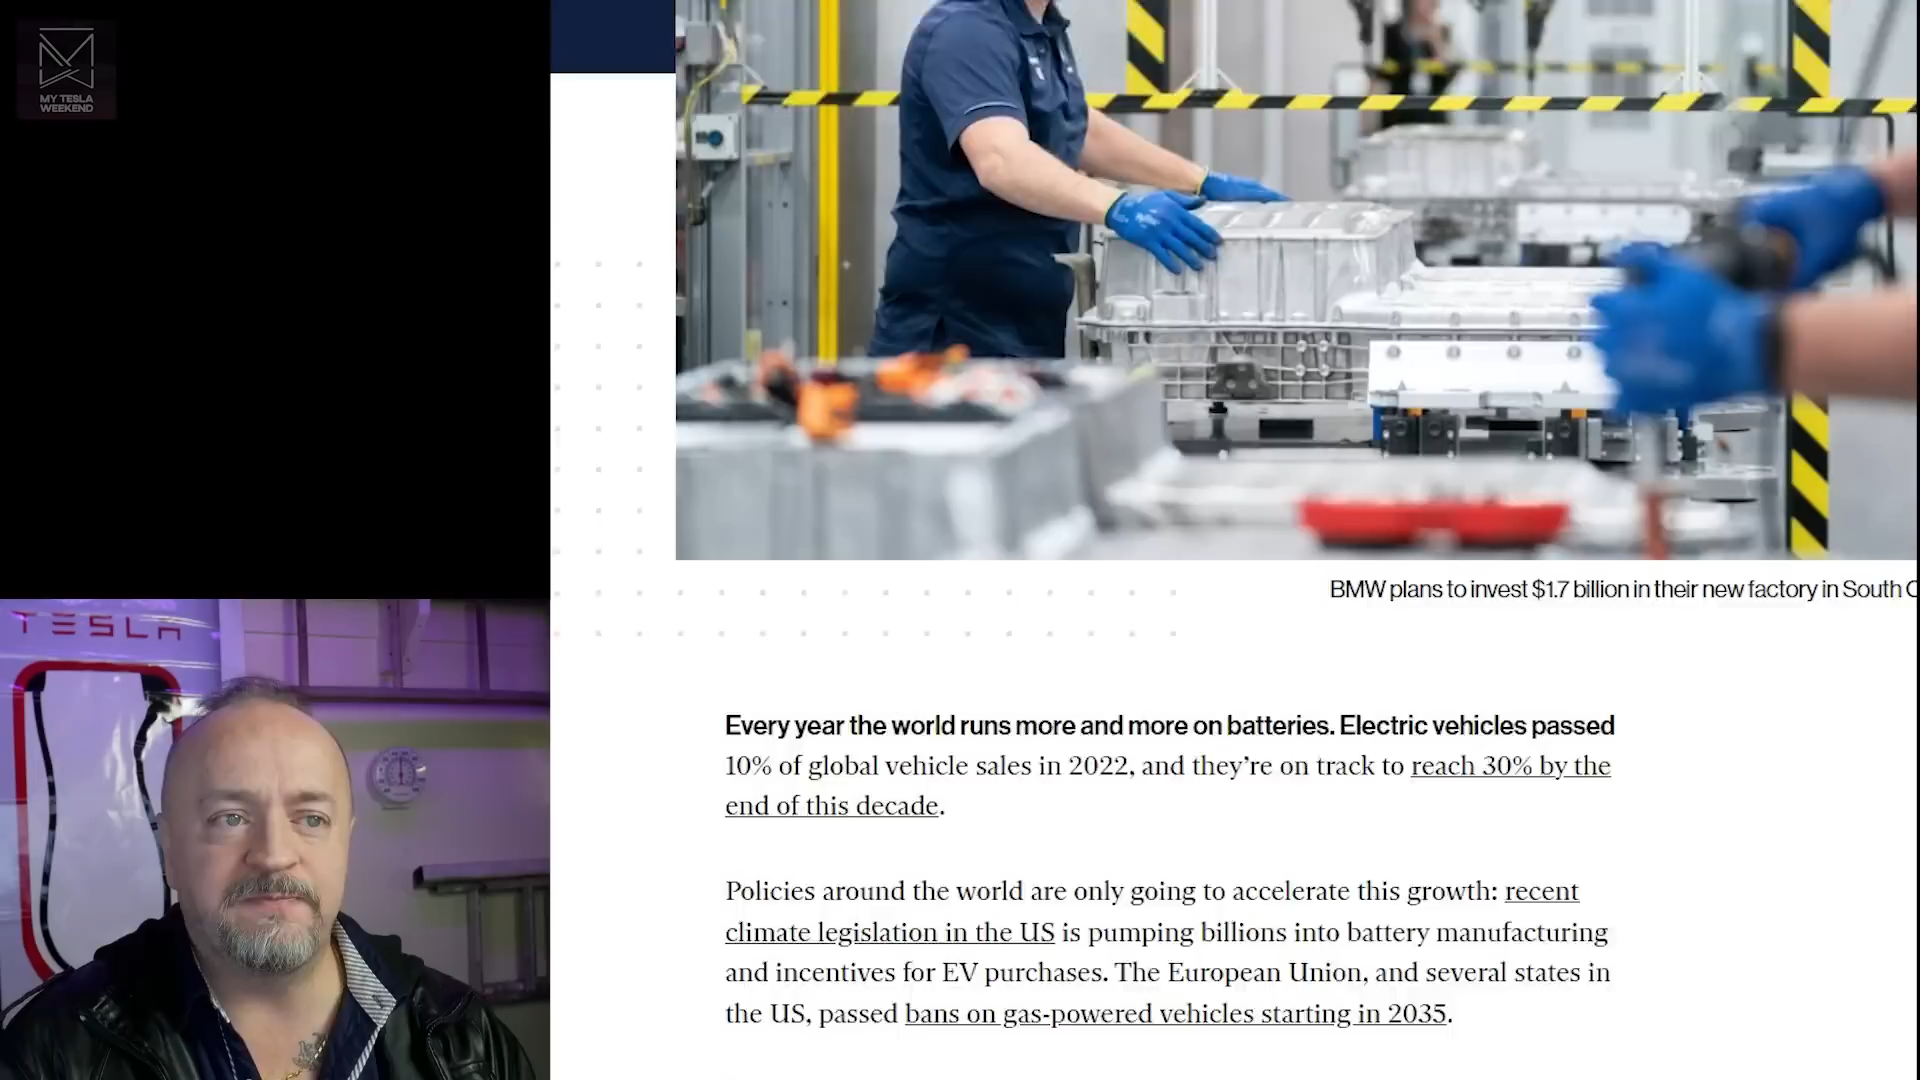 MY TESLA
WEEKEND
BMW plans to invest $1.7 billion in their new factory in South C
TESLA
Every year the world runs more and more on batteries. Electric vehicles passed
10% of global vehicle sales in 2022, and they’re on track to reach 30% by the
end of this decade.
Policies around the world are only going to accelerate this growth: recent
climate legislation in the US is pumping billions into battery manufacturing
and incentives for EV purchases. The European Union, and several states in
the US, passed bans on gas-powered vehicles starting in 2035.